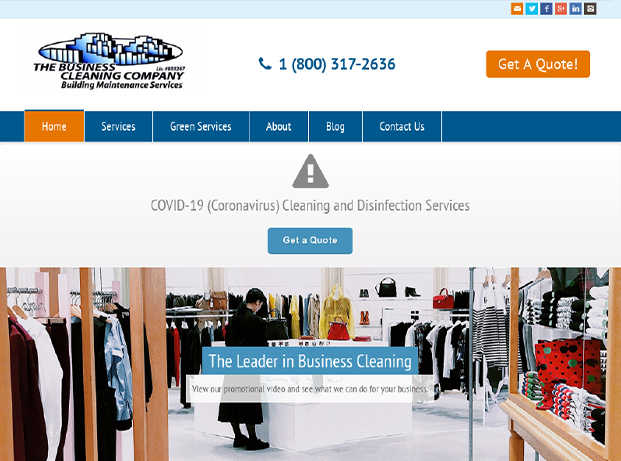 THE BUSINESS
Lic. #898267
CLEANING COMPANY
Building Maintenance Services
1 (800) 317-2636
Get A Quote!
Home
Services
Green Services
About
Blog
Contact Us
COVID-19 (Coronavirus) Cleaning and Disinfection Services
Get a Quote
The Leader in Business Cleaning
View our promotional video and see what we can do for your business.